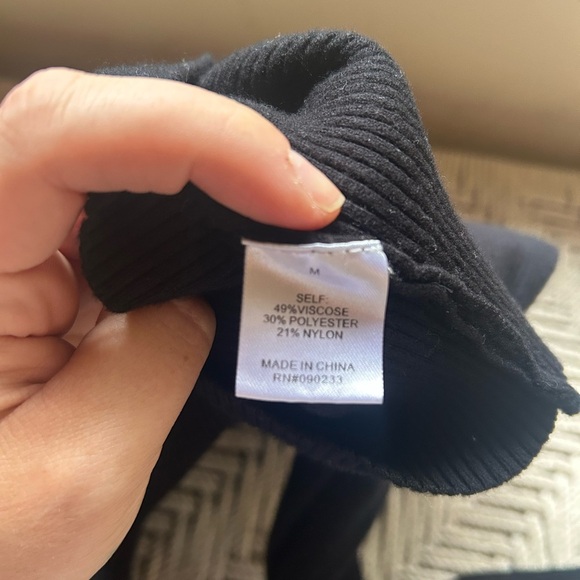 M
SELF:
49%VISCOSE
30% POLYESTER
21% NYLON
MADE IN CHINA
RN#090233